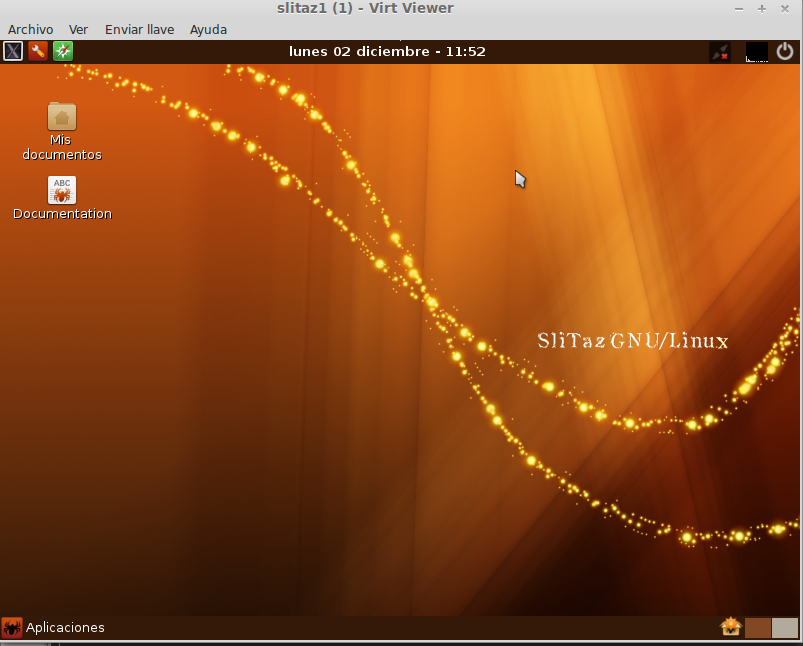 slitaz1 (1) - Virt Viewer
Archivo Ver Enviar llave Ayuda
lunes 02 diciembre - 11:52
Mis
documentos
ABC
Documentation
SliTaz GNU/Linux
Aplicaciones